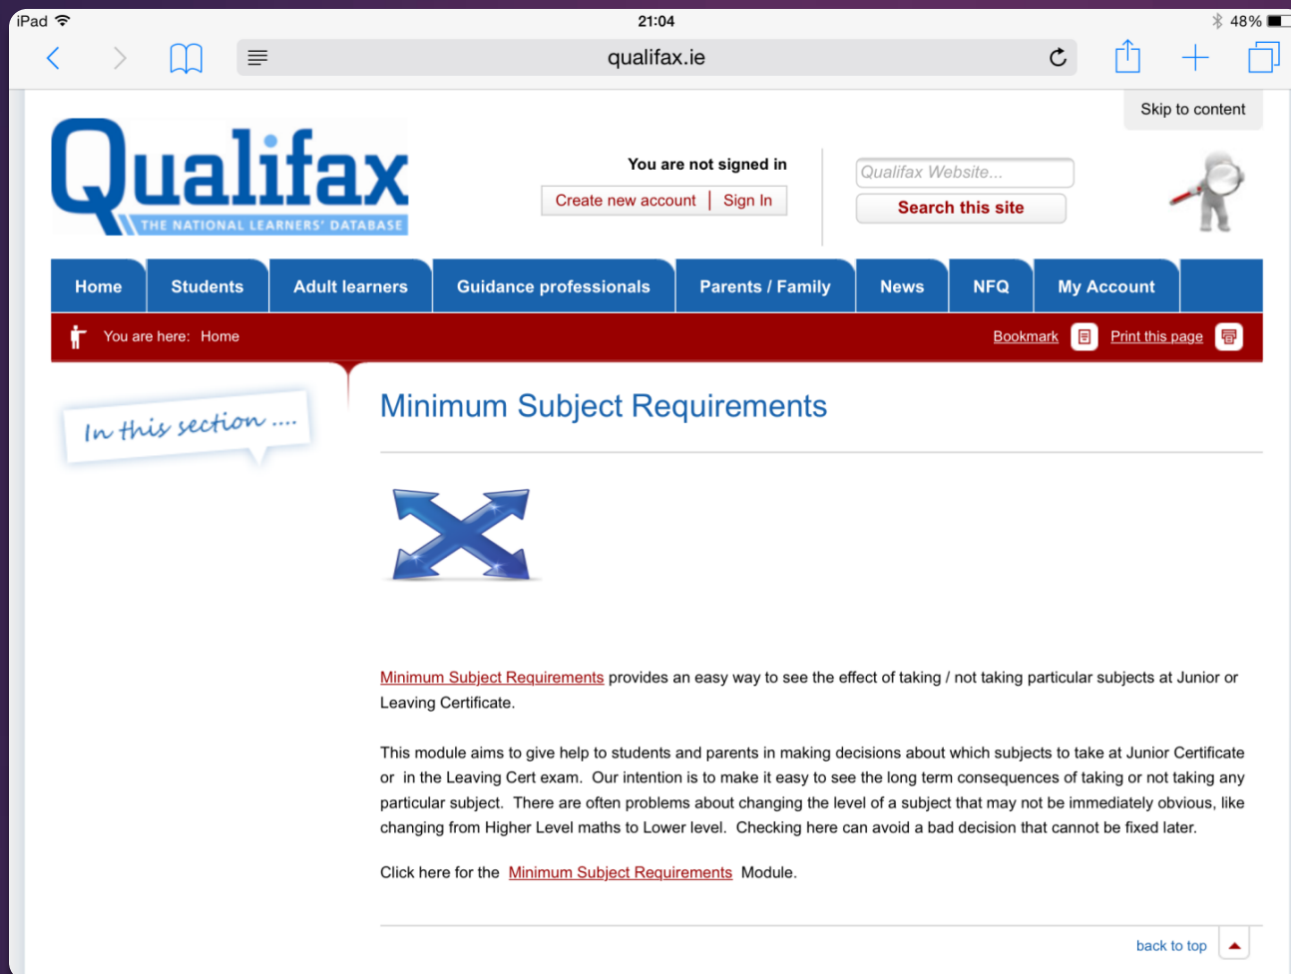 iPad 21:04 48%
qualifax.ie
Skip to content
Qualifax
THE NATIONAL LEARNERS' DATABASE
You are not signed in
Create new account | Sign In
Qualifax Website...
Search this site
Home Students Adult learners Guidance professionals Parents / Family News NFQ My Account
You are here: Home Bookmark Print this page
In this section ....
Minimum Subject Requirements
Minimum Subject Requirements provides an easy way to see the effect of taking / not taking particular subjects at Junior or
Leaving Certificate.
This module aims to give help to students and parents in making decisions about which subjects to take at Junior Certificate
or in the Leaving Cert exam. Our intention is to make it easy to see the long term consequences of taking or not taking any
particular subject. There are often problems about changing the level of a subject that may not be immediately obvious, like
changing from Higher Level maths to Lower level. Checking here can avoid a bad decision that cannot be fixed later.
Click here for the Minimum Subject Requirements Module.
back to top